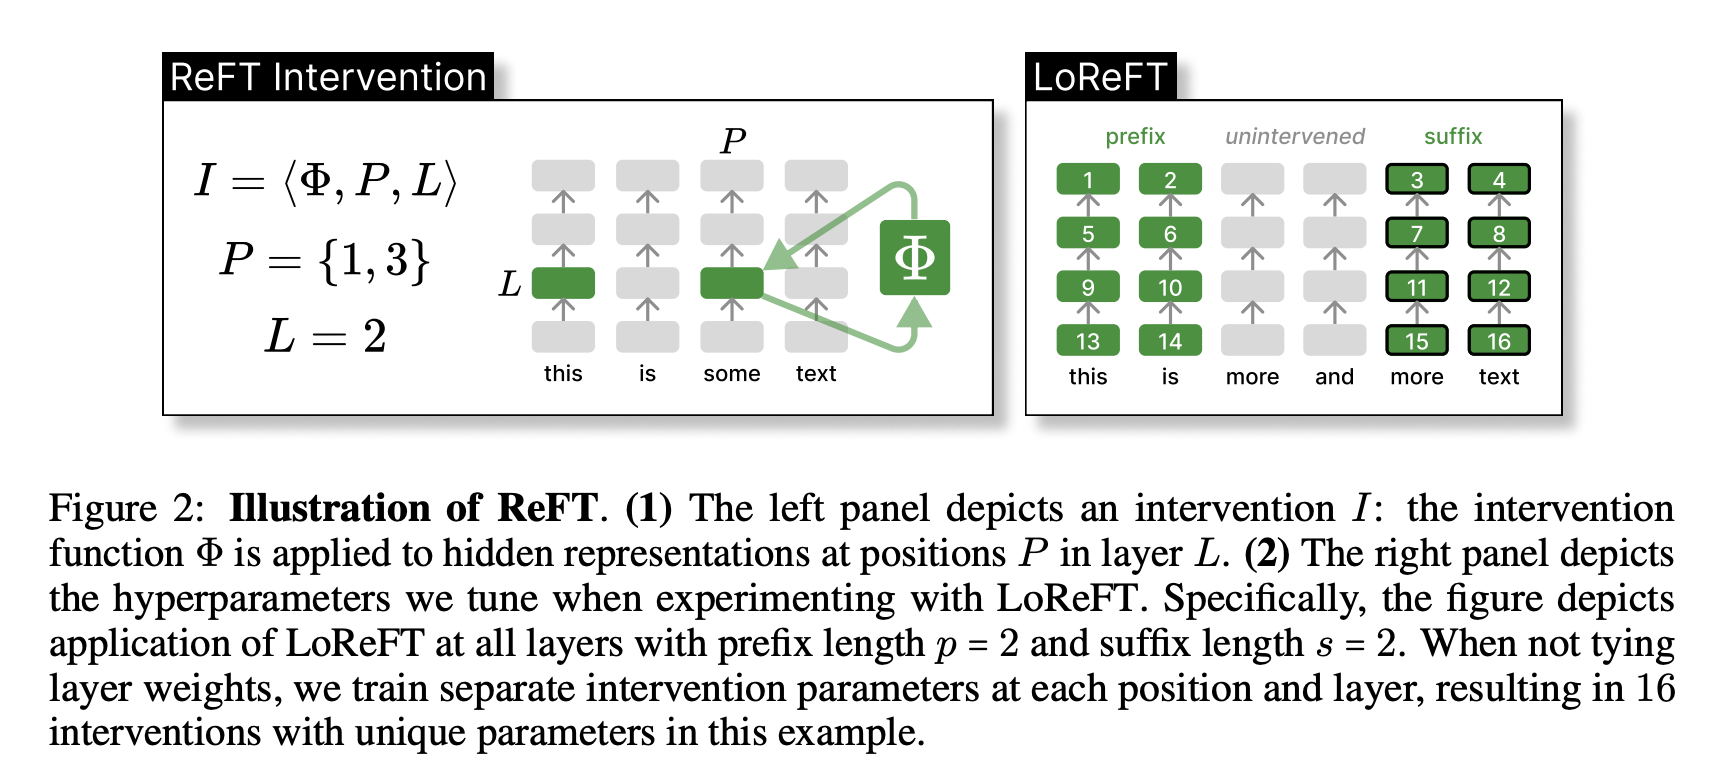 ReFT Intervention
I = ⟨Φ, P, L⟩
P = {1, 3}
L = 2
P
L
Φ
this is some text
LoReFT
prefix unintervened suffix
1 2 3 4
5 6 7 8
9 10 11 12
13 14 15 16
this is more and more text
Figure 2: Illustration of ReFT. (1) The left panel depicts an intervention I: the intervention
function Φ is applied to hidden representations at positions P in layer L. (2) The right panel depicts
the hyperparameters we tune when experimenting with LoReFT. Specifically, the figure depicts
application of LoReFT at all layers with prefix length p = 2 and suffix length s = 2. When not tying
layer weights, we train separate intervention parameters at each position and layer, resulting in 16
interventions with unique parameters in this example.